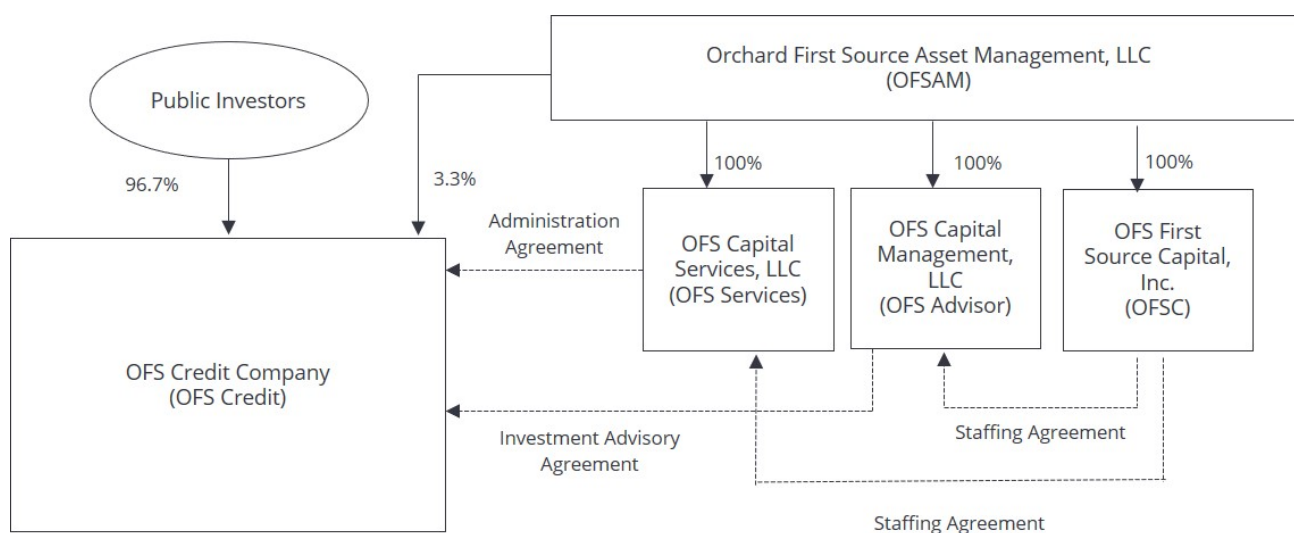 Orchard First Source Asset Management, LLC
(OFSAM)
Public Investors
96.7%
3.3%
100%
100%
100%
Administration
Agreement
OFS Capital
Services, LLC
(OFS Services)
OFS Capital
Management,
LLC
(OFS Advisor)
OFS First
Source Capital,
Inc.
(OFSC)
OFS Credit Company
(OFS Credit)
Investment Advisory
Agreement
Staffing Agreement
Staffing Agreement